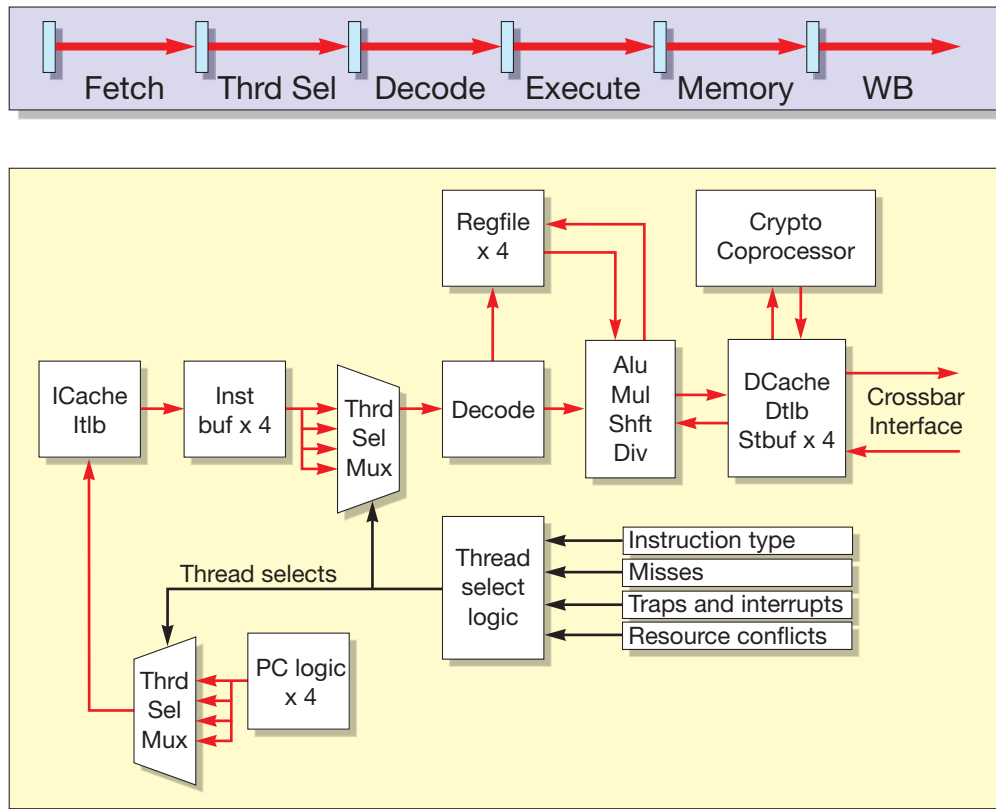 Fetch
Thrd Sel
Decode
Execute
Memory
WB
Regfile
x 4
Crypto
Coprocessor
ICache
Itlb
Inst
buf x 4
Thrd
Sel
Mux
Decode
Alu
Mul
Shft
Div
DCache
Dtlb
Stbuf x 4
Crossbar
Interface
Thread selects
Thread
select
logic
Instruction type
Misses
Traps and interrupts
Resource conflicts
Thrd
Sel
Mux
PC logic
x 4